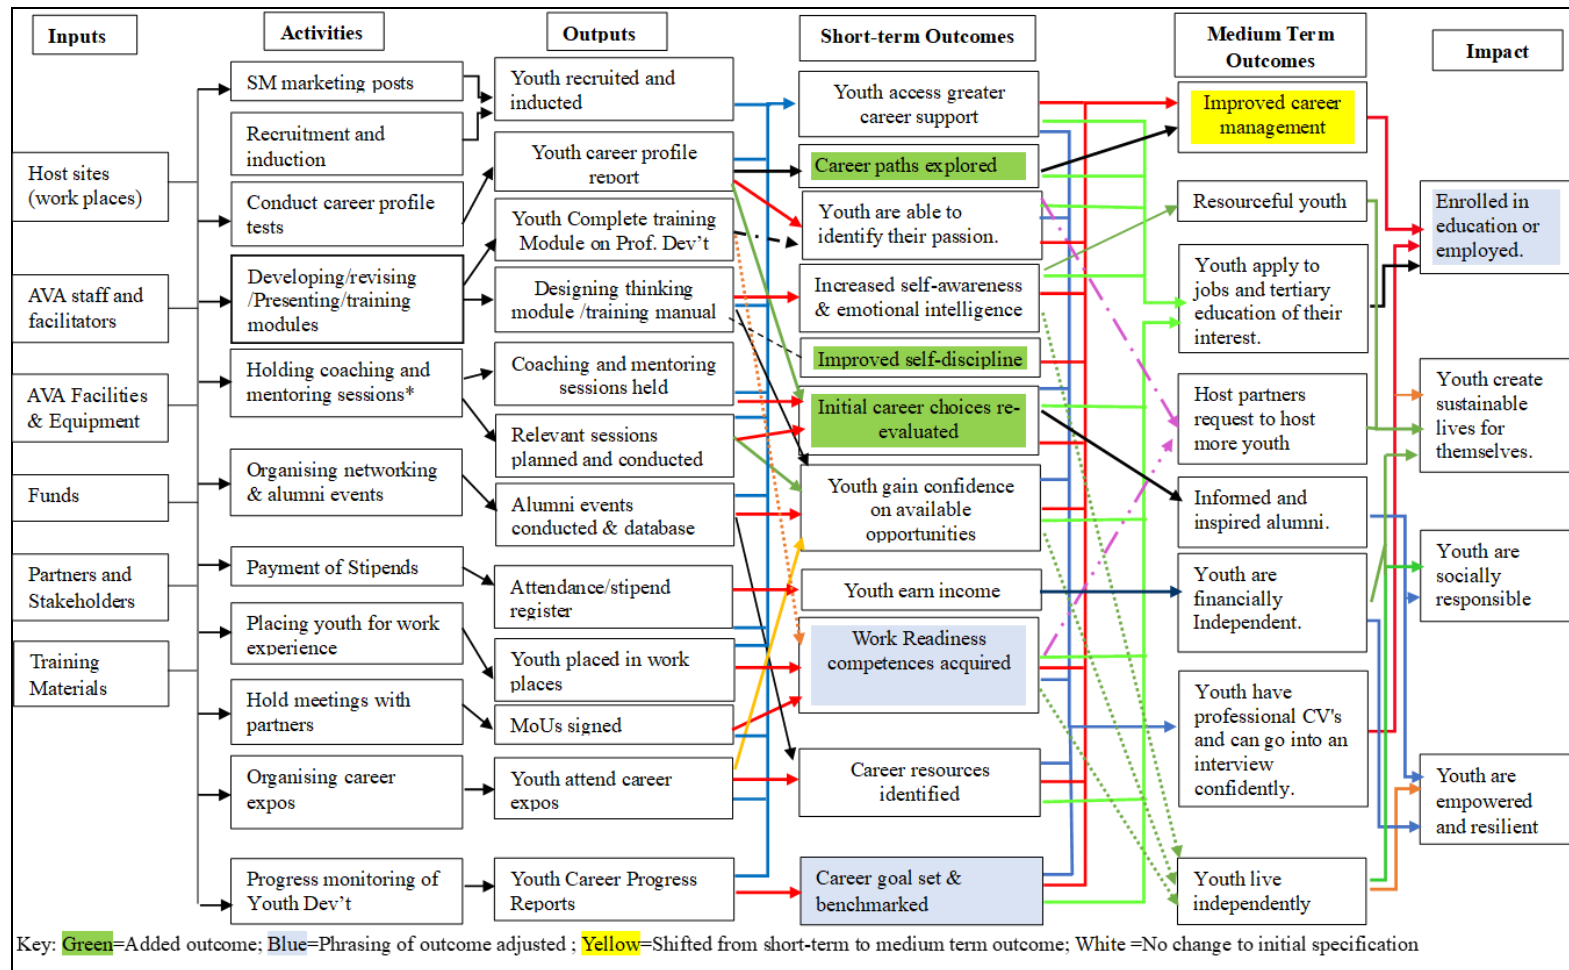 Inputs
Activities
Outputs
Short-term Outcomes
Medium Term
Outcomes
Impact
Host sites
(work places)
AVA staff and
facilitators
AVA Facilities
& Equipment
Funds
Partners and
Stakeholders
Training
Materials
SM marketing posts
Recruitment and
induction
Conduct career profile
tests
Developing/revising
/Presenting/training
modules
Holding coaching and
mentoring sessions*
Organising networking
& alumni events
Payment of Stipends
Placing youth for work
experience
Hold meetings with
partners
Organising career
expos
Progress monitoring of
Youth Dev’t
Youth recruited and
inducted
Youth career profile
report
Youth Complete training
Module on Prof. Dev’t
Designing thinking
module /training manual
Coaching and mentoring
sessions held
Relevant sessions
planned and conducted
Alumni events
conducted & database
Attendance/stipend
register
Youth placed in work
places
MoUs signed
Youth attend career
expos
Youth Career Progress
Reports
Youth access greater
career support
Career paths explored
Youth are able to
identify their passion.
Increased self-awareness
& emotional intelligence
Improved self-discipline
Initial career choices re-
evaluated
Youth gain confidence
on available
opportunities
Youth earn income
Work Readiness
competences acquired
Career resources
identified
Career goal set &
benchmarked
Improved career
management
Resourceful youth
Youth apply to
jobs and tertiary
education of their
interest.
Host partners
request to host
more youth
Informed and
inspired alumni.
Youth are
financially
Independent.
Youth have
professional CV's
and can go into an
interview
confidently.
Youth live
independently
Enrolled in
education or
employed.
Youth create
sustainable
lives for
themselves.
Youth are
socially
responsible
Youth are
empowered
and resilient
Key: Green=Added outcome; Blue=Phrasing of outcome adjusted ; Yellow=Shifted from short-term to medium term outcome; White =No change to initial specification